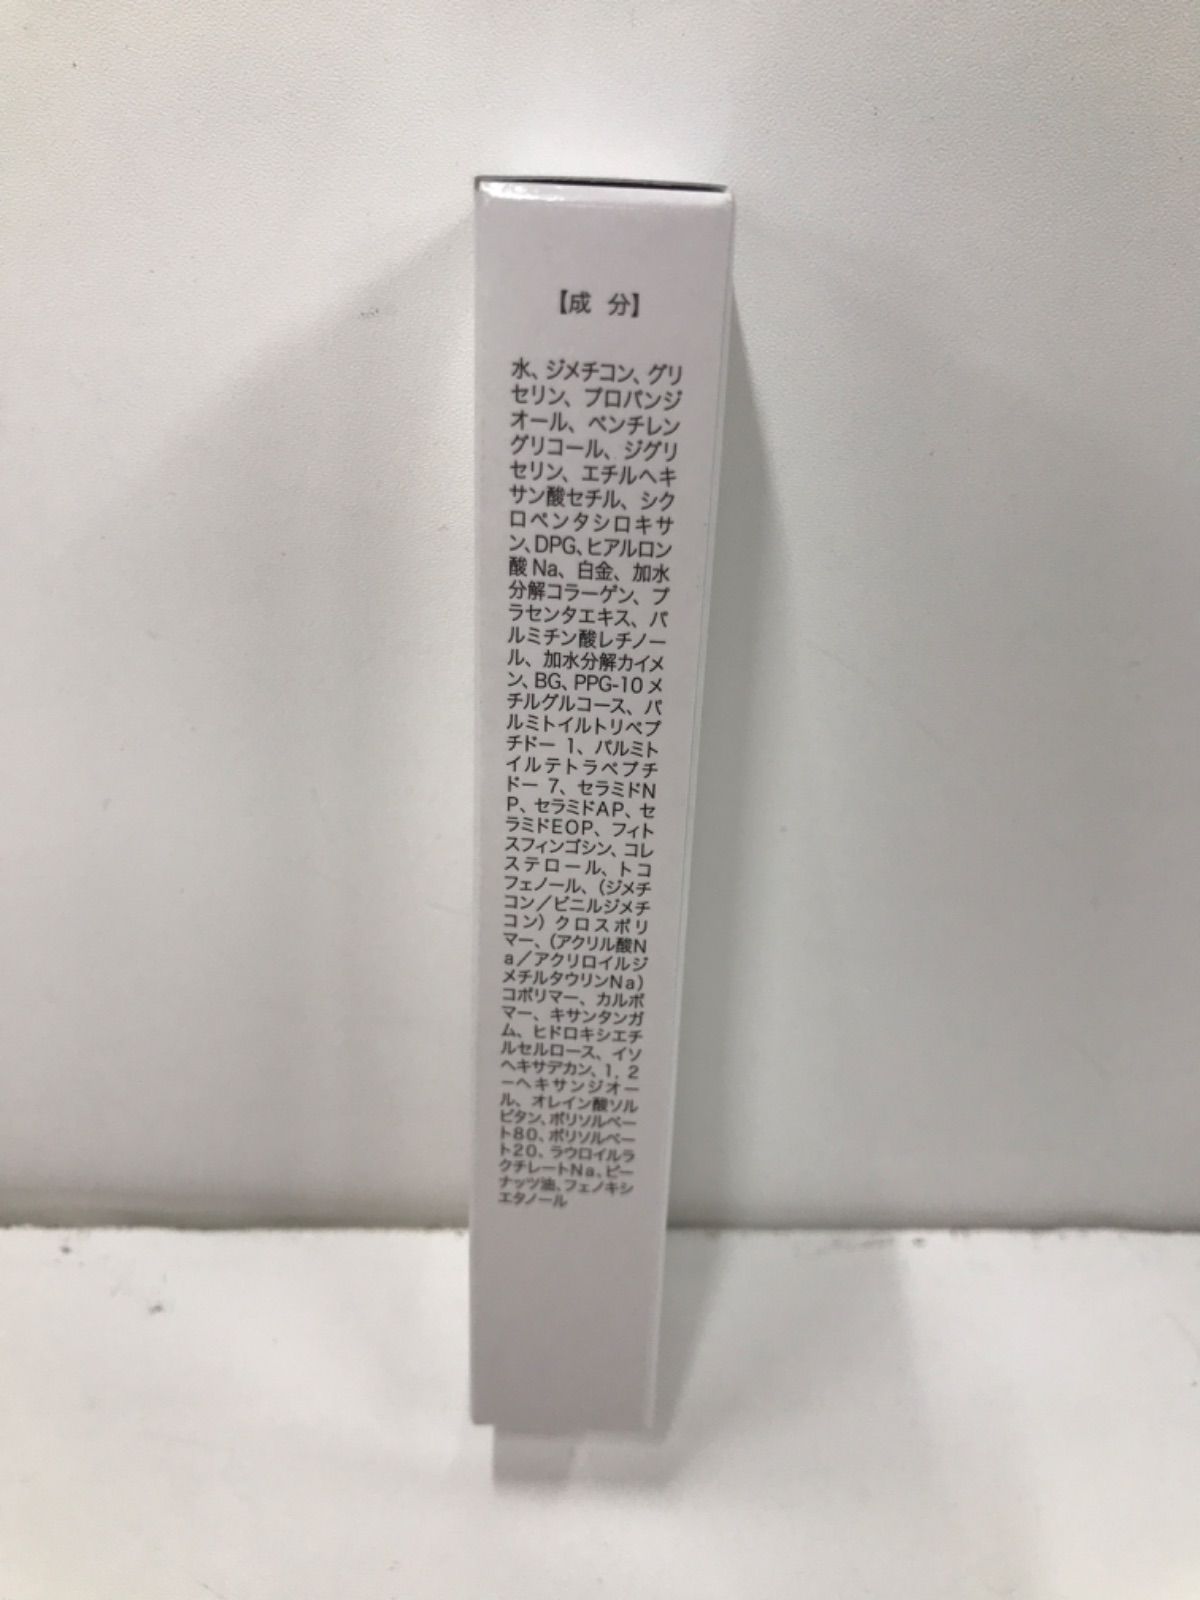 【成 分】
水、ジメチコン、グリ
セリン、プロパンジ
オール、ペンチレン
グリコール、ジグリ
セリン、エチルヘキ
サン酸セチル、シク
ロペンタシロキサ
ン、DPG、ヒアルロン
酸Na、白金、加水
分解コラーゲン、プ
ラセンタエキス、パ
ルミチン酸レチノー
ル、加水分解カイメ
ン、BG、PPG-10メ
チルグルコース、パ
ルミトイルトリペプ
チドー1、パルミト
イルテトラペプチ
ドー7、セラミドN
P、セラミドAP、セ
ラミドEOP、フィト
スフィンゴシン、コレ
ステロール、トコ
フェノール、(ジメチ
コン/ビニルジメチ
コン)クロスポリ
マー、(アクリル酸N
a/アクリロイルジ
メチルタウリンNa)
コポリマー、カルボ
マー、キサンタンガ
ム、ヒドロキシエチ
ルセルロース、イソ
ヘキサデカン、1,2
ーヘキサンジオー
ル、オレイン酸ソル
ビタン、ポリソルベー
ト80、ポリソルベー
ト20、ラウロイルラ
クチレートNa、ピー
ナッツ油、フェノキシ
エタノール